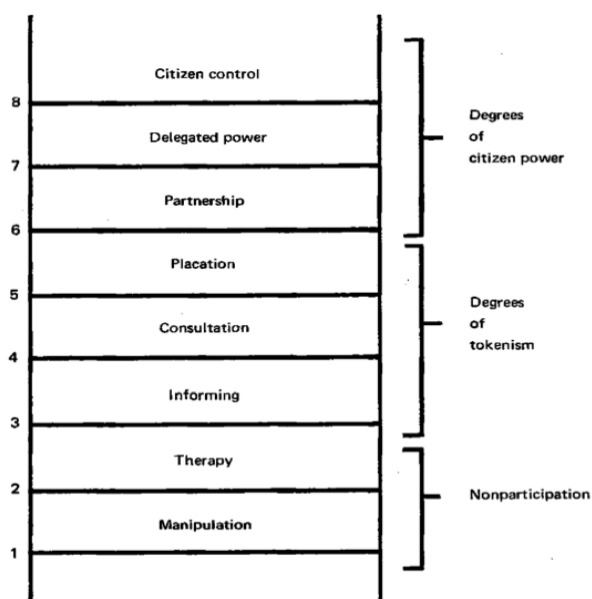 Citizen control
8
Delegated power
7
Partnership
6
Placation
5
Consultation
4
Informing
3
Therapy
2
Manipulation
1
Degrees
of
citizen power
Degrees
of
tokenism
Nonparticipation